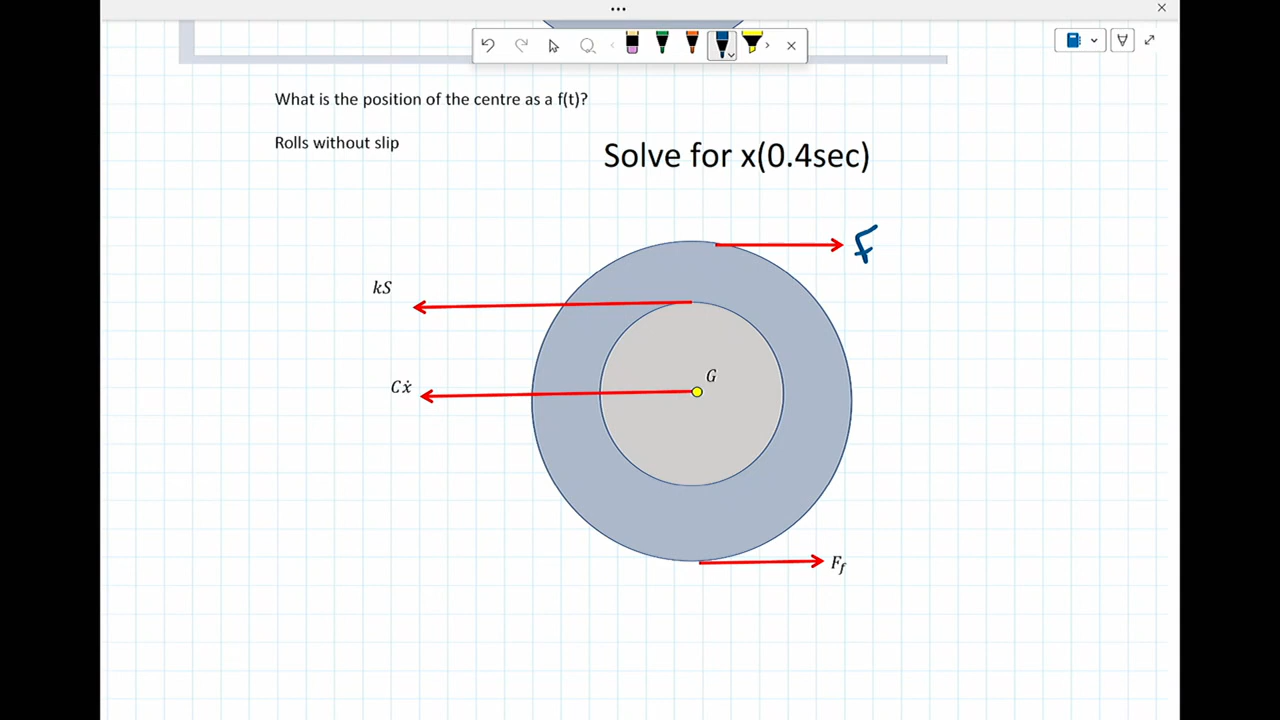 What is the position of the centre as a f(t)?
Rolls without slip
Solve for x(0.4sec)
F
kS
G
Cẋ
F_f